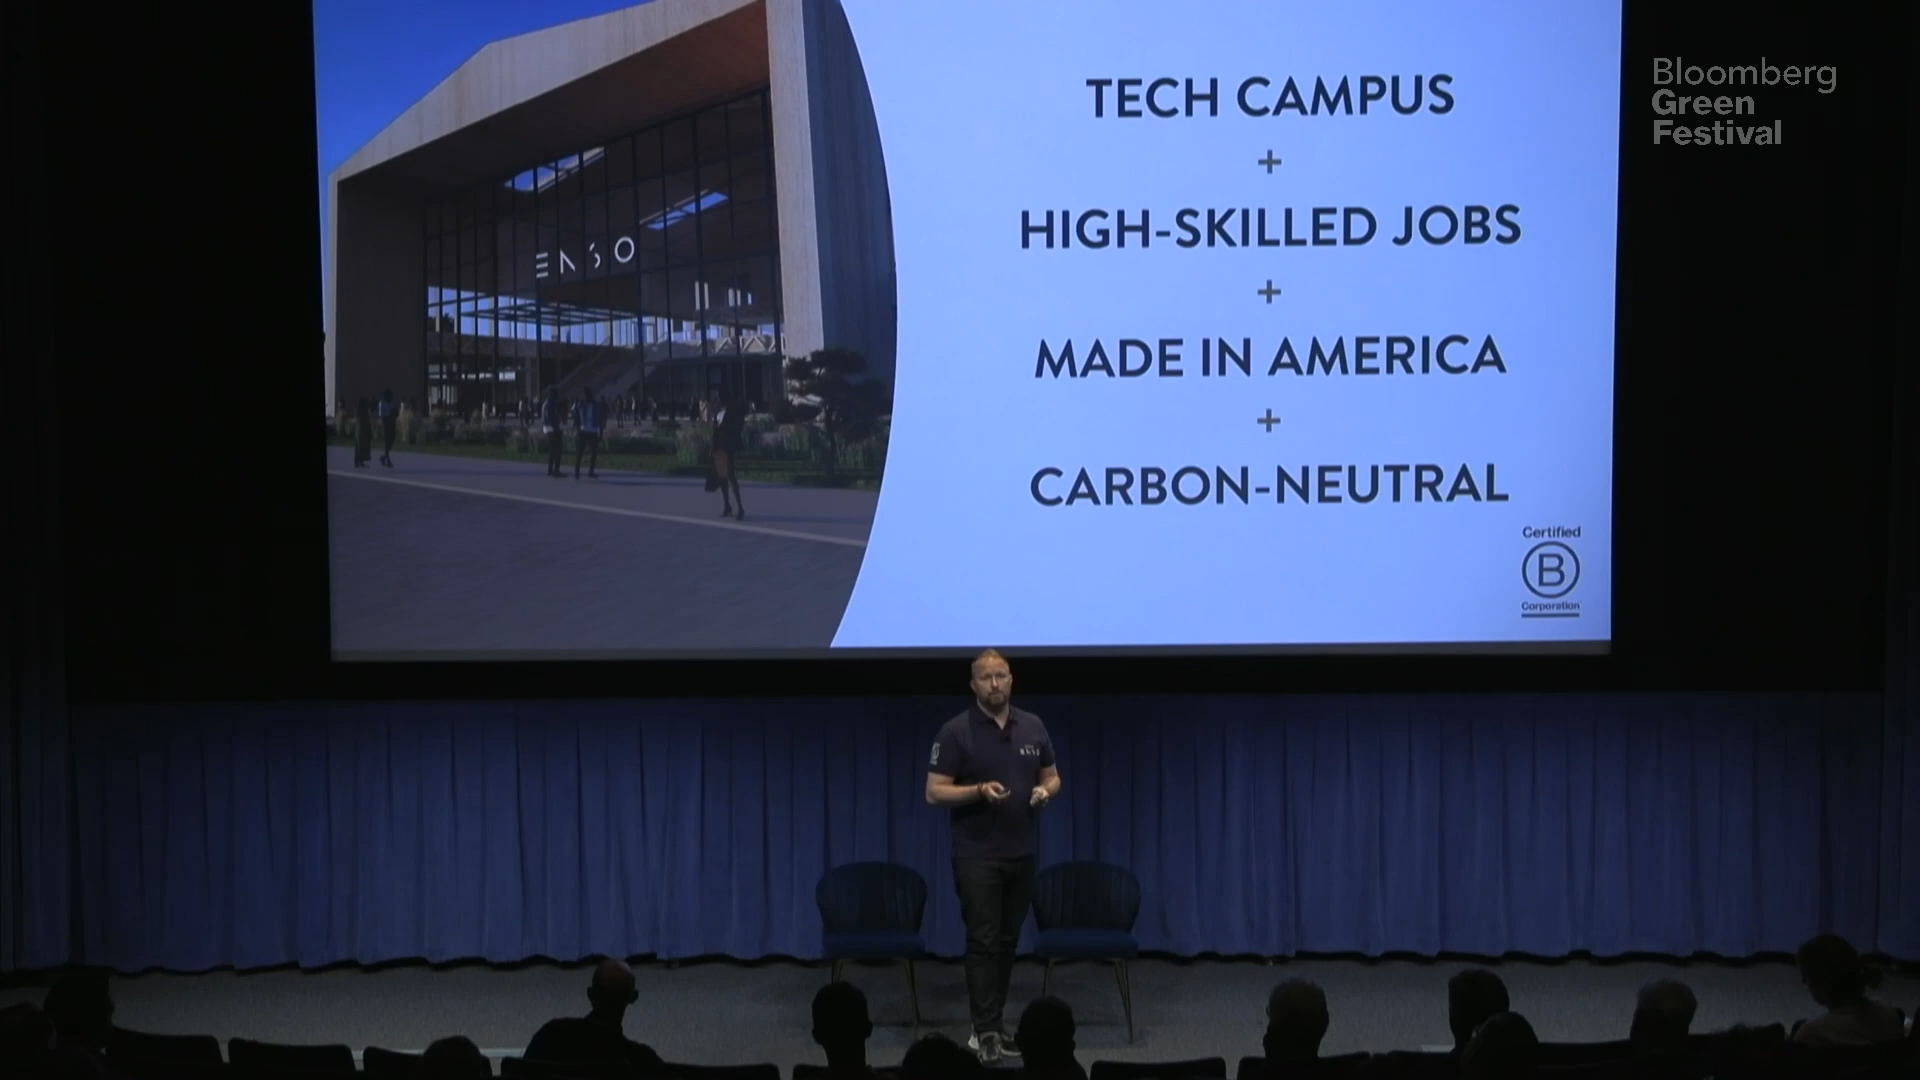 Bloomberg
Green
Festival
TECH CAMPUS
+
HIGH-SKILLED JOBS
+
MADE IN AMERICA
+
CARBON-NEUTRAL
ENSO
Certified
B
Corporation